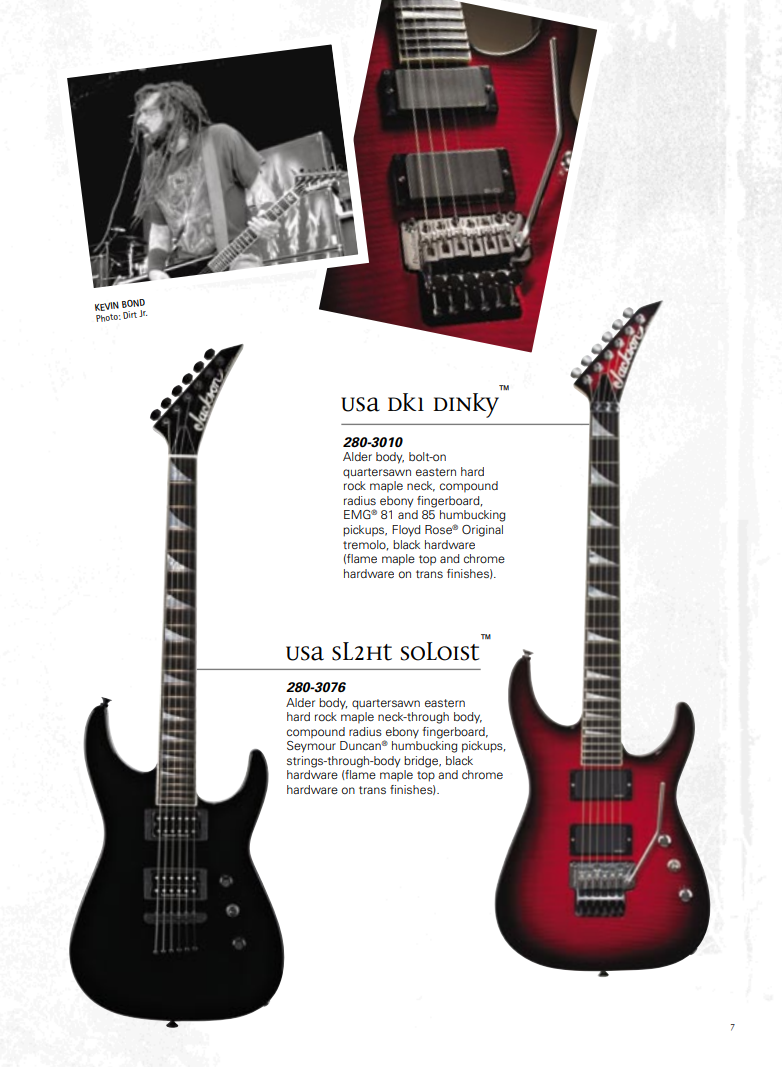 KEVIN BOND
Photo: Dirt Jr.
Jackson
Jackson
usa DK1 DINKY™
280-3010
Alder body, bolt-on
quartersawn eastern hard
rock maple neck, compound
radius ebony fingerboard,
EMG® 81 and 85 humbucking
pickups, Floyd Rose® Original
tremolo, black hardware
(flame maple top and chrome
hardware on trans finishes).
usa SL2HT SOLOIST™
280-3076
Alder body, quartersawn eastern
hard rock maple neck-through body,
compound radius ebony fingerboard,
Seymour Duncan® humbucking pickups,
strings-through-body bridge, black
hardware (flame maple top and chrome
hardware on trans finishes).
7